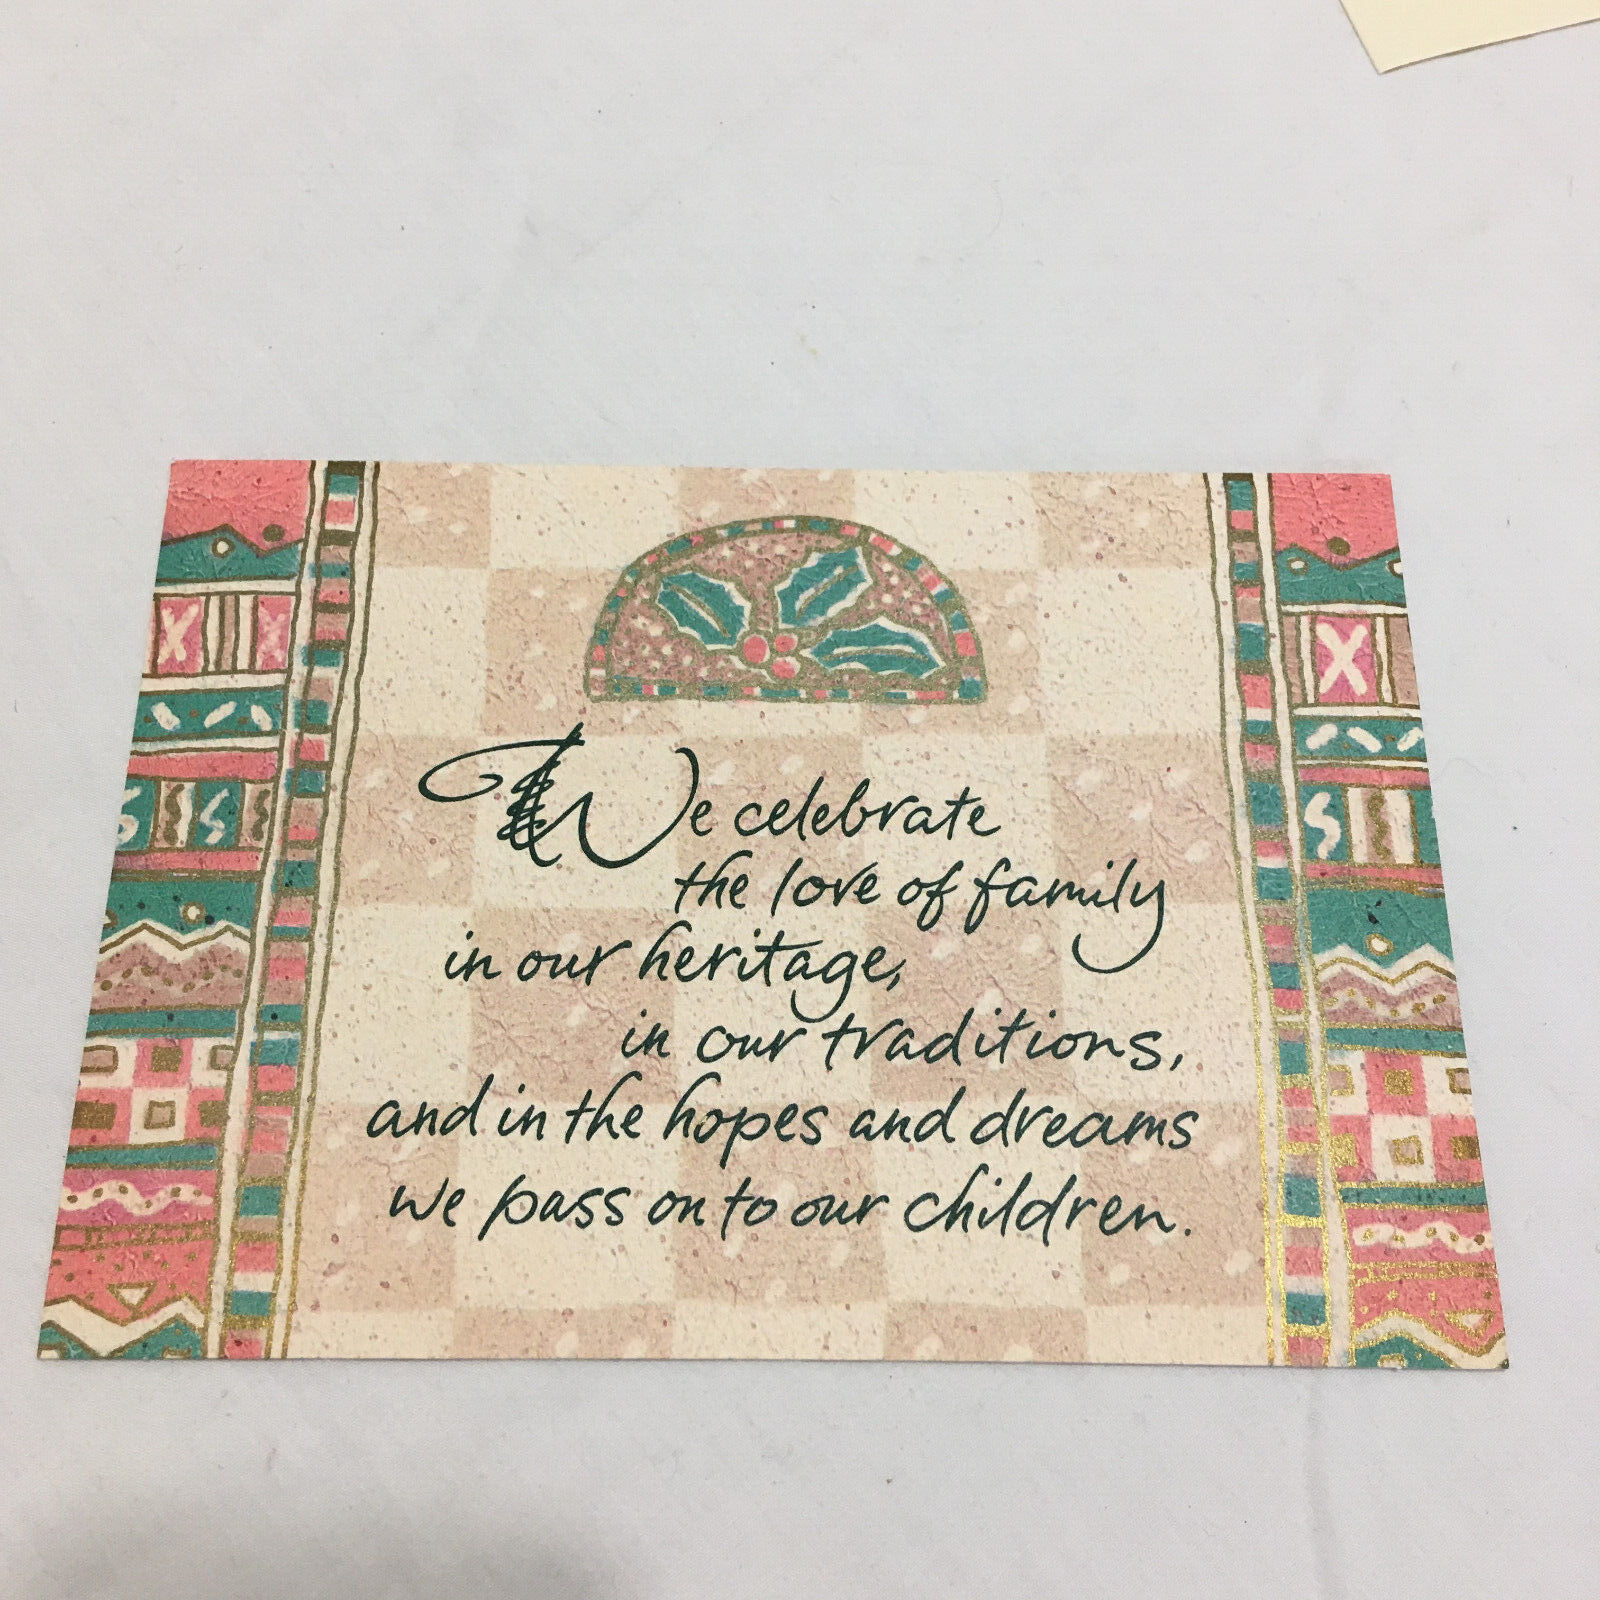 We celebrate
the love of family
in our heritage,
in our traditions,
and in the hopes and dreams
we pass on to our children.